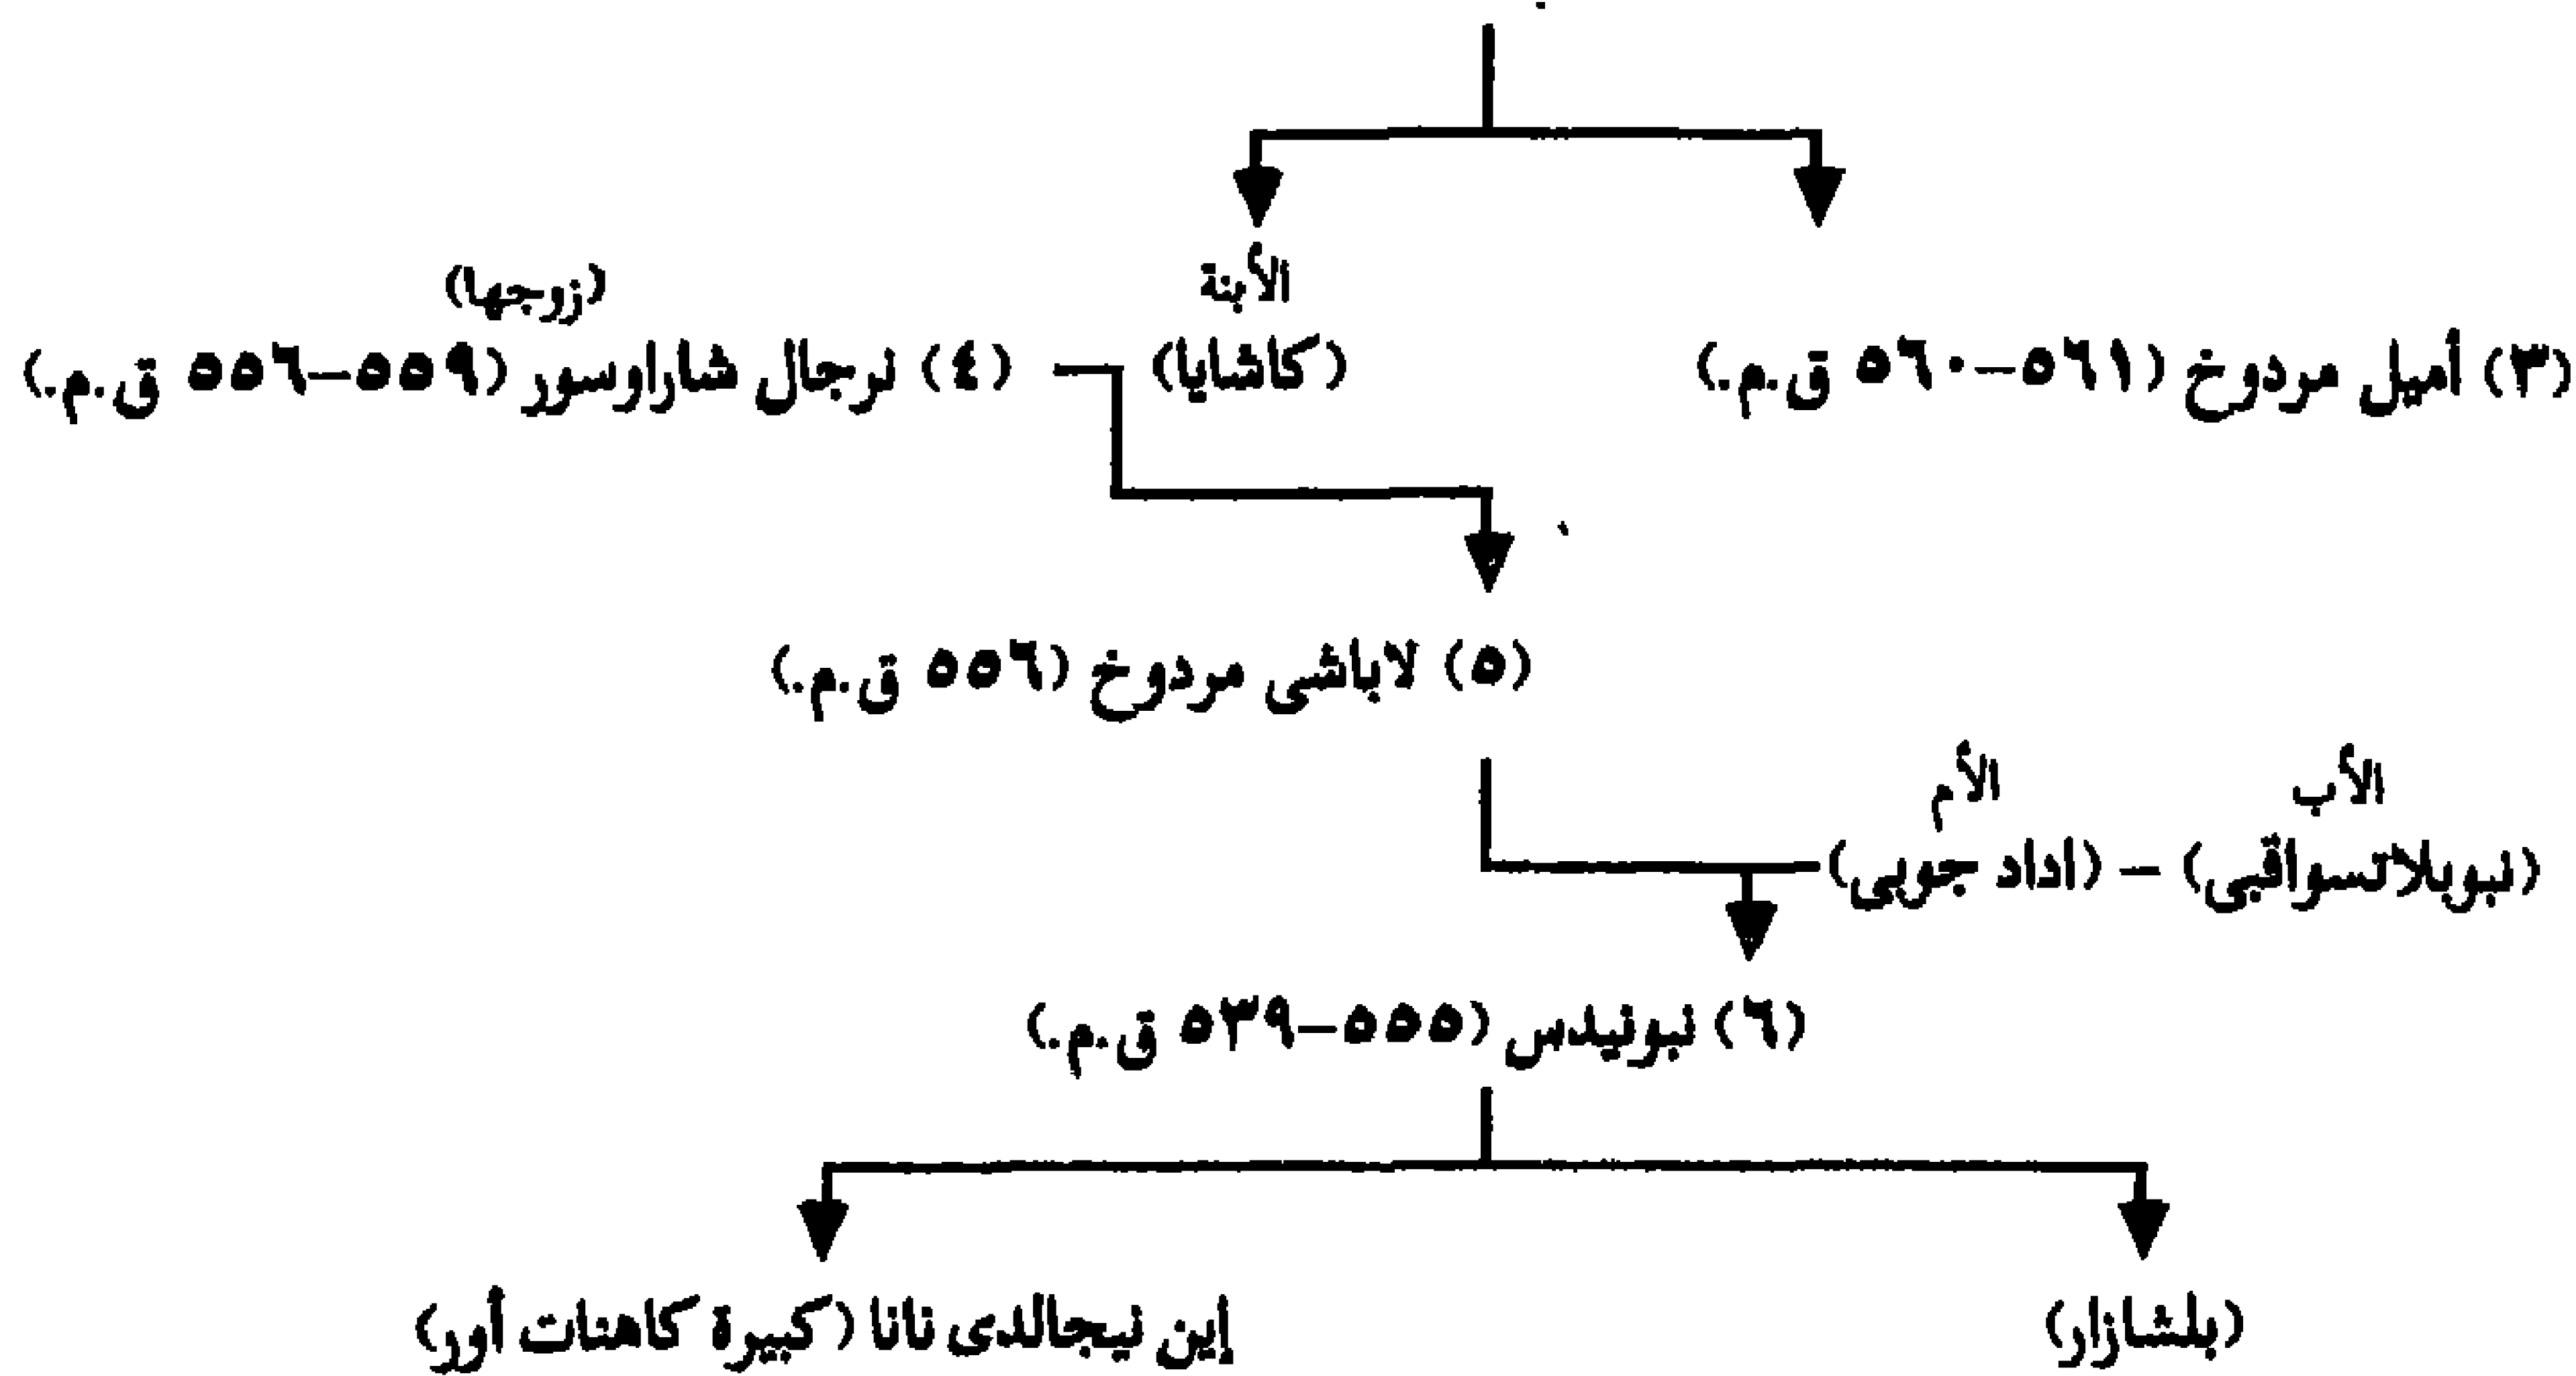 الأبنة
(زوجها)
(٣) أميل مردوخ (٥٦١-٥٦٠ ق.م.)
(كاشايا) – (٤) نرجال شاراوسور (٥٥٩-٥٥٦ ق.م.)
(٥) لاباشى مردوخ (٥٥٦ ق.م.)
الأب
الأم
(نبوبلاتسواقبى) – (اداد جوبى)
(٦) نبونيدس (٥٥٥-٥٣٩ ق.م.)
(بلشازار)
إين نيجالدى نانا (كبيرة كاهنات أور)